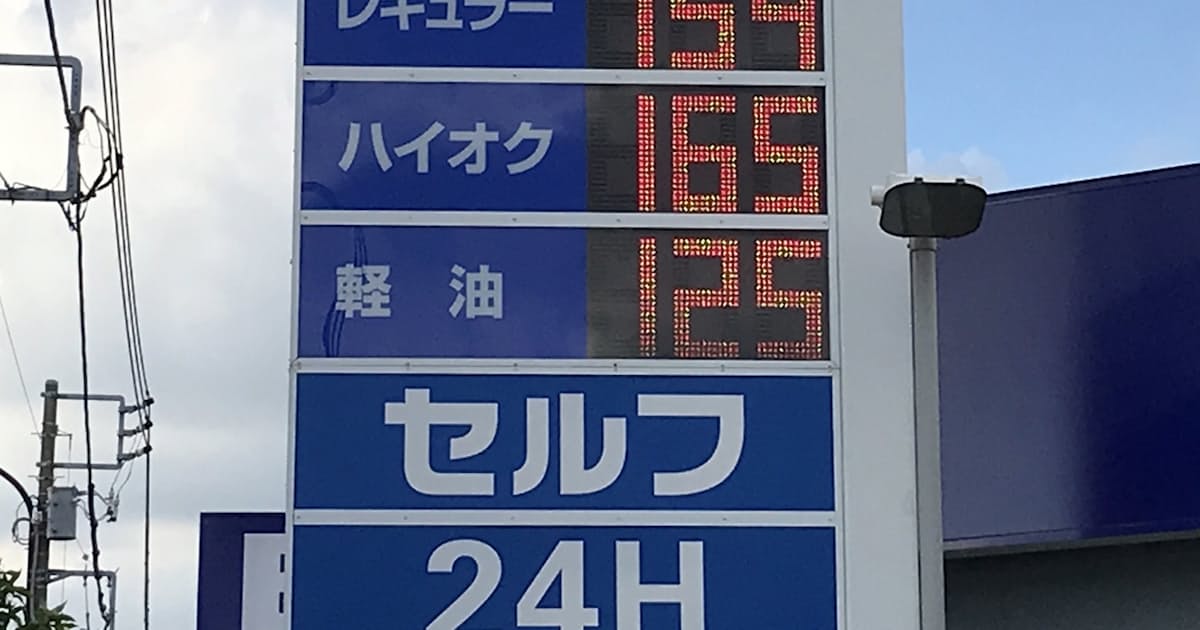 レギュラー
ハイオク 165
軽 油 125
セルフ
24H